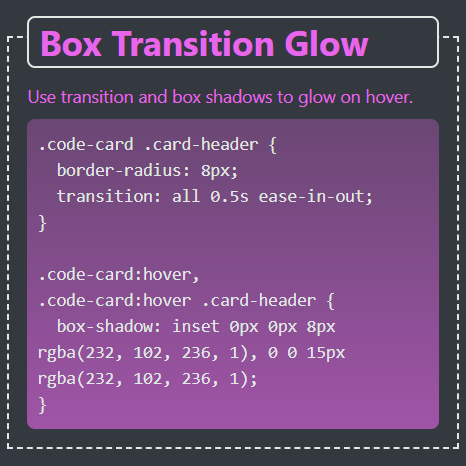 Box Transition Glow
Use transition and box shadows to glow on hover.
.code-card .card-header {
  border-radius: 8px;
  transition: all 0.5s ease-in-out;
}

.code-card:hover,
.code-card:hover .card-header {
  box-shadow: inset 0px 0px 8px
rgba(232, 102, 236, 1), 0 0 15px
rgba(232, 102, 236, 1);
}